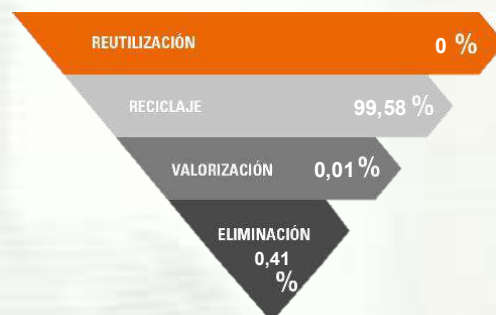 REUTILIZACIÓN 0 %
RECICLAJE 99,58 %
VALORIZACIÓN 0,01 %
ELIMINACIÓN
0,41
%